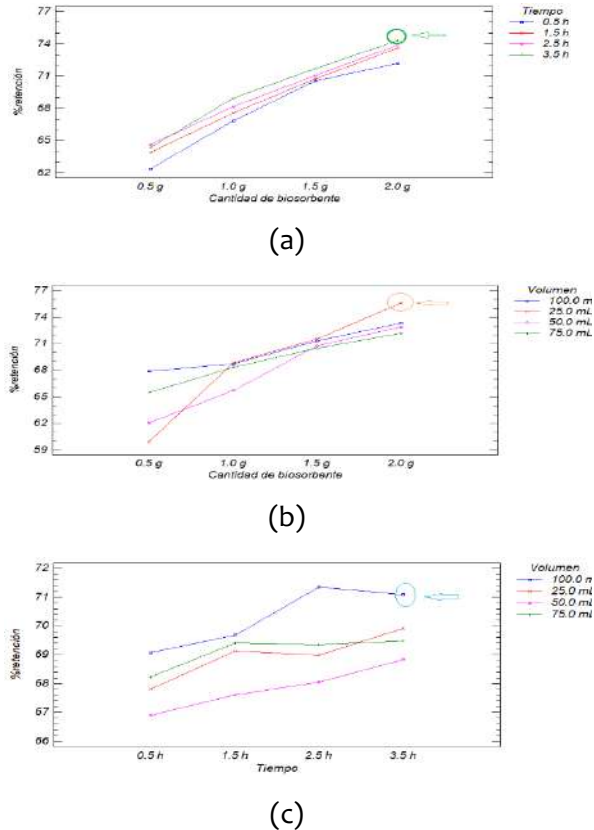 Tiempo
0.5 h
1.5 h
2.5 h
3.5 h
77
74
71
68
65
62
%retención
0.5 g 1.0 g 1.5 g 2.0 g
Cantidad de biosorbente
(a)
Volumen
100.0 m
25.0 mL
50.0 mL
75.0 mL
77
74
71
68
65
62
59
%retención
0.5 g 1.0 g 1.5 g 2.0 g
Cantidad de biosorbente
(b)
Volumen
100.0 m
25.0 mL
50.0 mL
75.0 mL
72
71
70
69
68
67
66
%retención
0.5 h 1.5 h 2.5 h 3.5 h
Tiempo
(c)